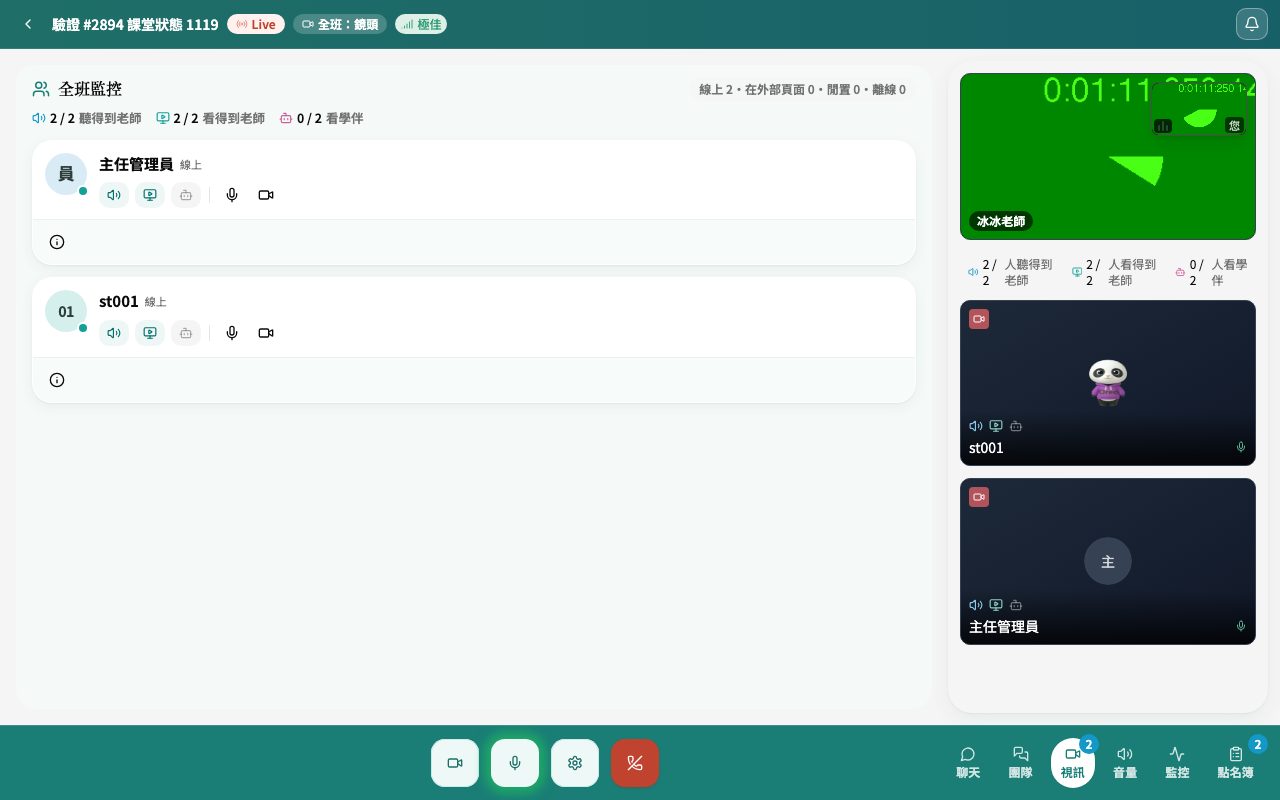 驗證 #2894 課堂狀態 1119
Live
全班：鏡頭
極佳
全班監控
線上 2・在外部頁面 0・閒置 0・離線 0
2 / 2 聽得到老師
2 / 2 看得到老師
0 / 2 看學伴
員
主任管理員 線上
01
st001 線上
0:01:11
0:01:11:250 1
您
冰冰老師
2 / 2 人聽得到老師
2 / 2 人看得到老師
0 / 2 人看學伴
st001
主
主任管理員
聊天
團隊
視訊
2
音量
監控
點名簿
2